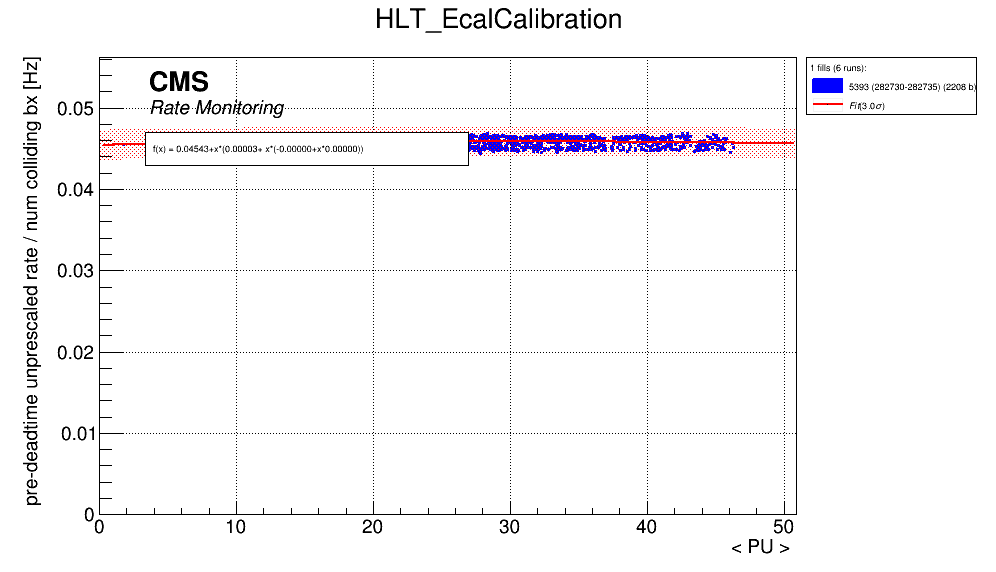 HLT_EcalCalibration
pre-deadtime unprescaled rate / num colliding bx [Hz]
CMS
Rate Monitoring
f(x) = 0.04543+x*(0.00003+ x*(-0.00000+x*0.00000))
0.05
0.04
0.03
0.02
0.01
0
0 10 20 30 40 50
< PU >
1 fills (6 runs):
5393 (282730-282735) (2208 b)
Fit(3.0σ)